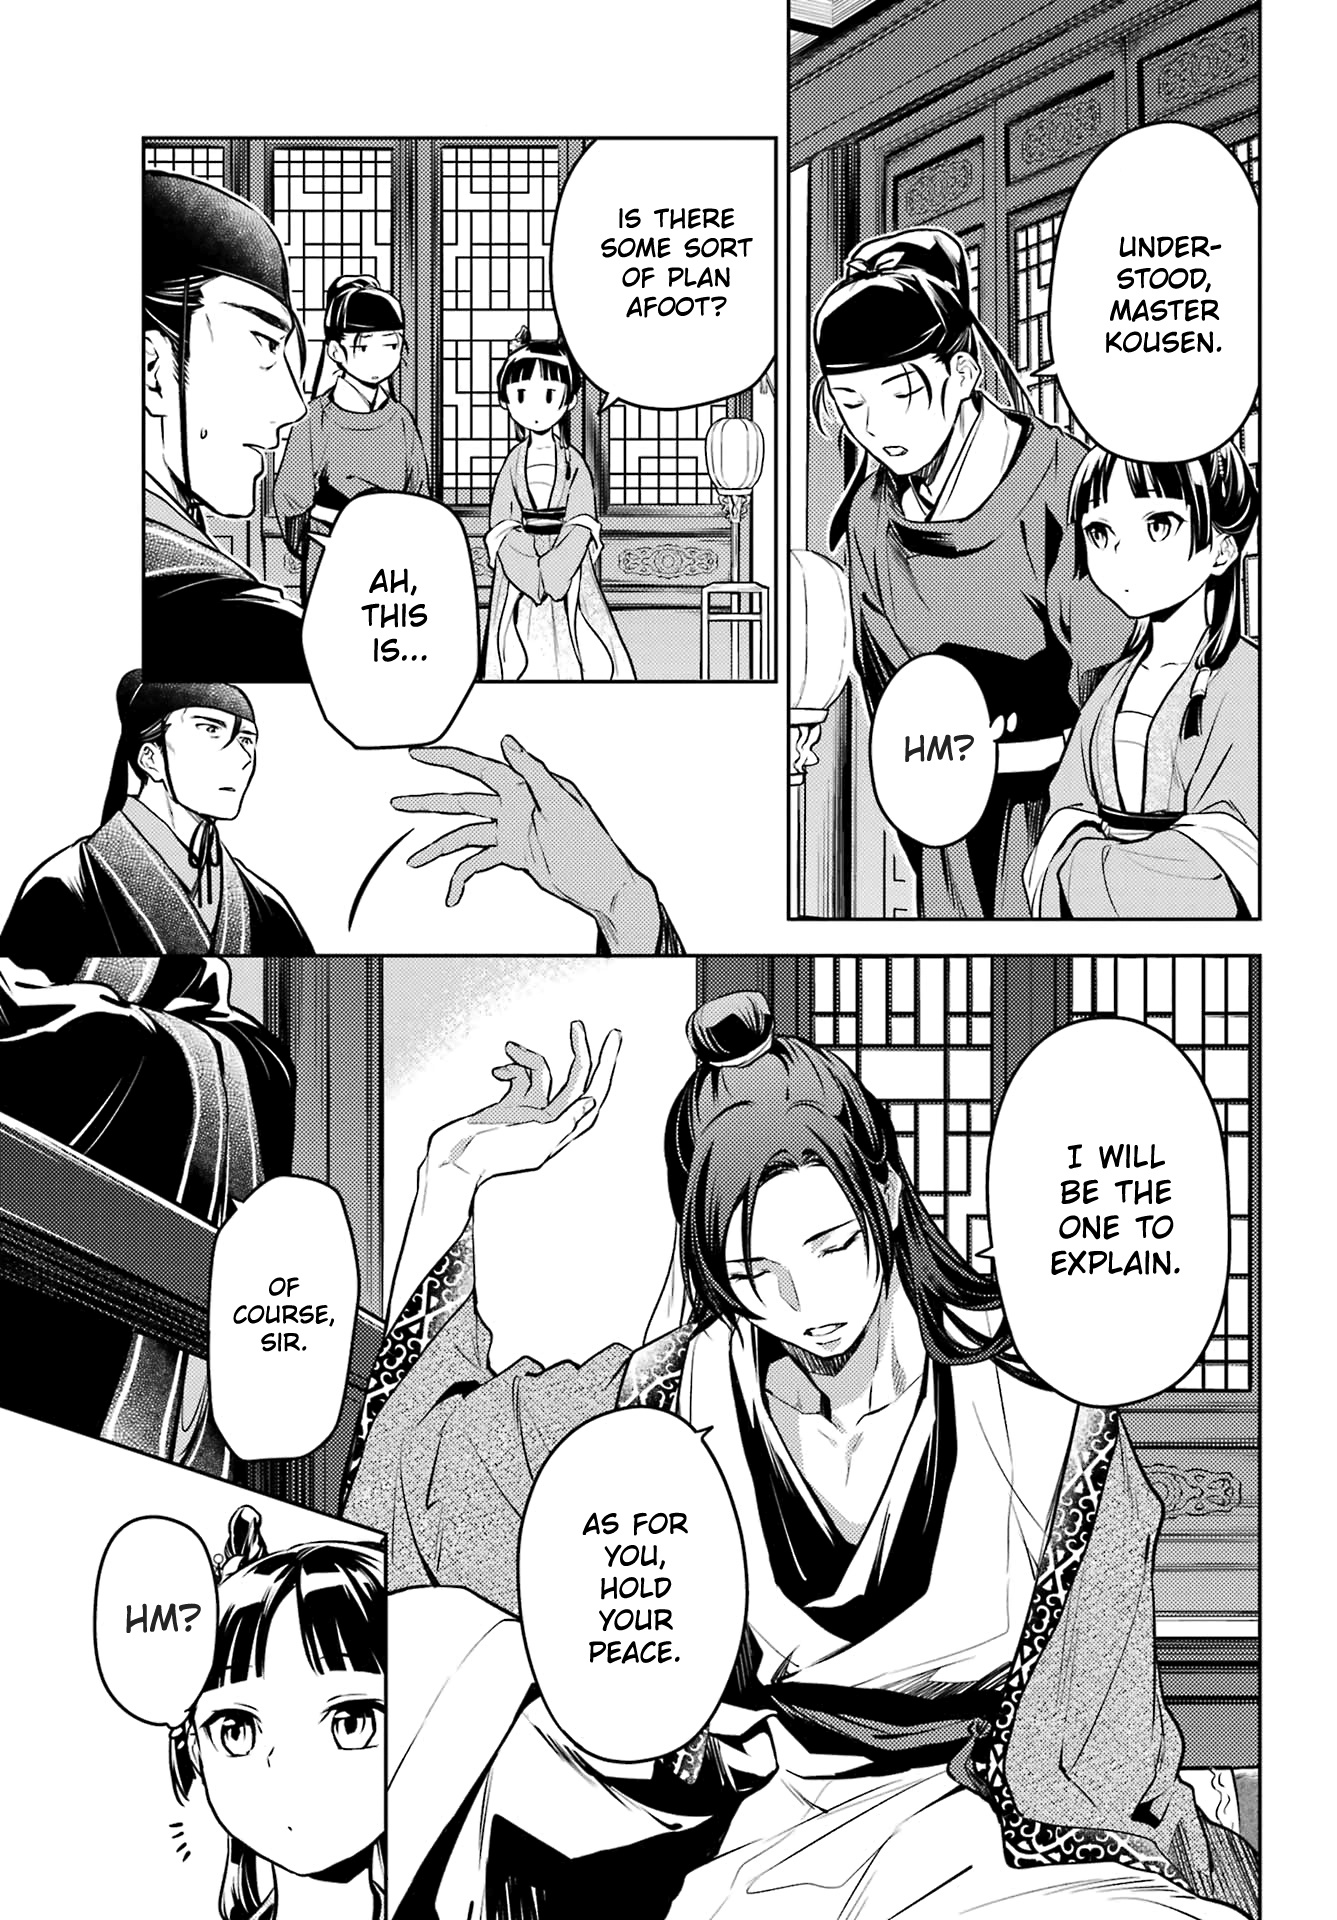 UNDER-
STOOD,
MASTER
KOUSEN.
HM?
IS THERE
SOME SORT
OF PLAN
AFOOT?
AH,
THIS
IS...
I WILL
BE THE
ONE TO
EXPLAIN.
AS FOR
YOU,
HOLD
YOUR
PEACE.
OF
COURSE,
SIR.
HM?